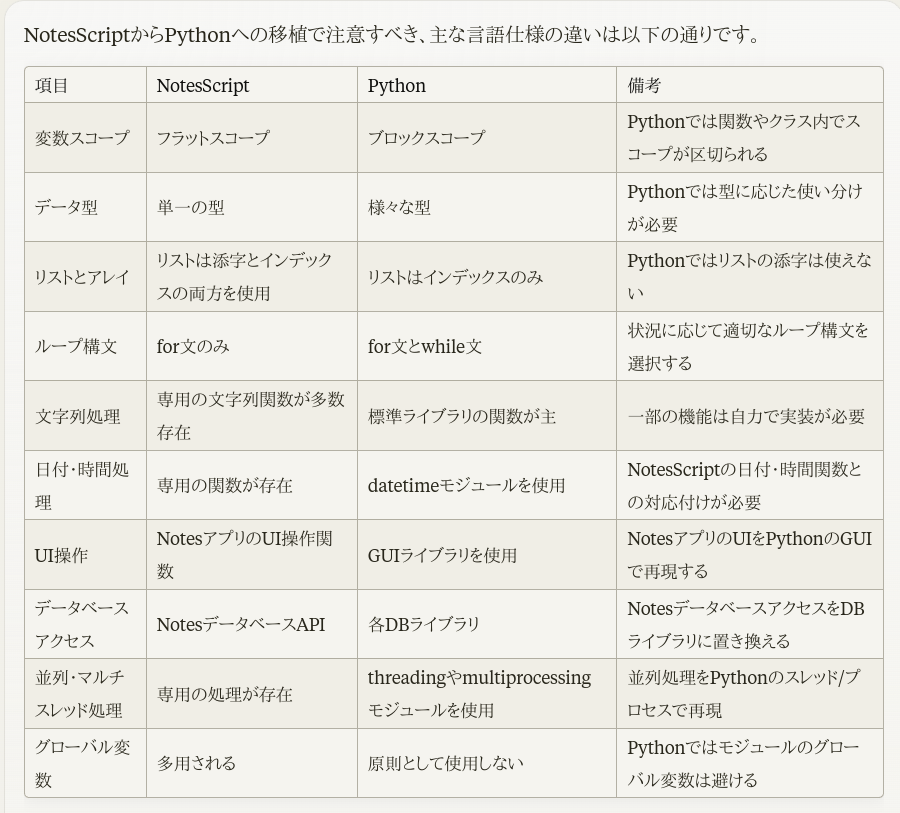 NotesScriptからPythonへの移植で注意すべき、主な言語仕様の違いは以下の通りです。
項目 NotesScript Python 備考
変数スコープ フラットスコープ ブロックスコープ Pythonでは関数やクラス内でス
コープが区切られる
データ型 単一の型 様々な型 Pythonでは型に応じた使い分け
が必要
リストとアレイ リストは添字とインデック
スの両方を使用 リストはインデックスのみ Pythonではリストの添字は使えな
い
ループ構文 for文のみ for文とwhile文 状況に応じて適切なループ構文を
選択する
文字列処理 専用の文字列関数が多数
存在 標準ライブラリの関数が主 一部の機能は自力で実装が必要
日付・時間処
理 専用の関数が存在 datetimeモジュールを使用 NotesScriptの日付・時間関数と
の対応付けが必要
UI操作 NotesアプリのUI操作関
数 GUIライブラリを使用 NotesアプリのUIをPythonのGUI
で再現する
データベース
アクセス NotesデータベースAPI 各DBライブラリ NotesデータベースアクセスをDB
ライブラリに置き換える
並列・マルチ
スレッド処理 専用の処理が存在 threadingやmultiprocessing
モジュールを使用 並列処理をPythonのスレッド/プ
ロセスで再現
グローバル変
数 多用される 原則として使用しない Pythonではモジュールのグロー
バル変数は避ける